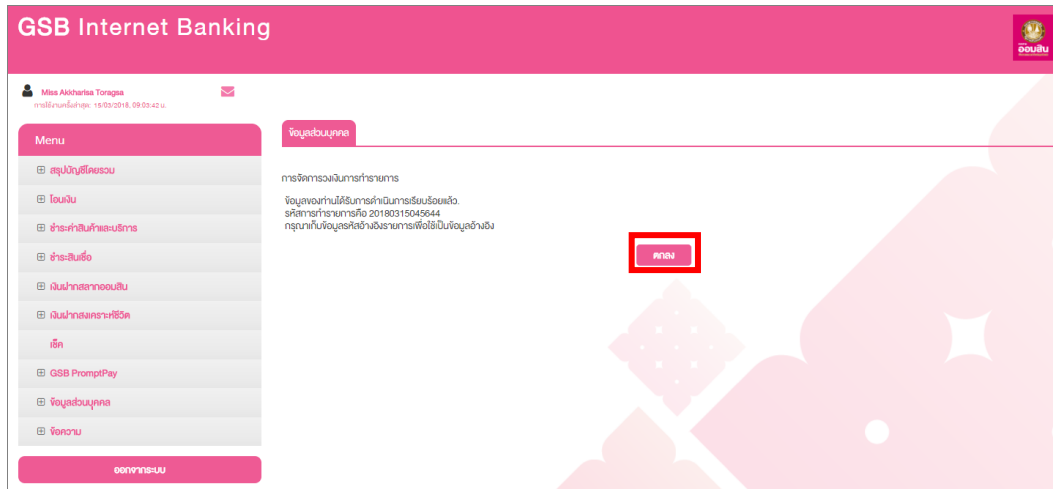 GSB Internet Banking
ออมสิน
Miss Akkharisa Toragsa
การใช้งานครั้งล่าสุด: 15/03/2018, 09:03:42 น.
Menu
สรุปบัญชีโดยรวม
โอนเงิน
ชำระค่าสินค้าและบริการ
ชำระสินเชื่อ
เงินฝากสลากออมสิน
เงินฝากสงเคราะห์ชีวิต
เช็ค
GSB PromptPay
ข้อมูลส่วนบุคคล
ข้อความ
ออกจากระบบ
ข้อมูลส่วนบุคคล
การจัดการวงเงินการทำรายการ
ข้อมูลของท่านได้รับการดำเนินการเรียบร้อยแล้ว.
รหัสการทำรายการคือ 20180315045644
กรุณาเก็บข้อมูลรหัสอ้างอิงรายการเพื่อใช้เป็นข้อมูลอ้างอิง
ตกลง